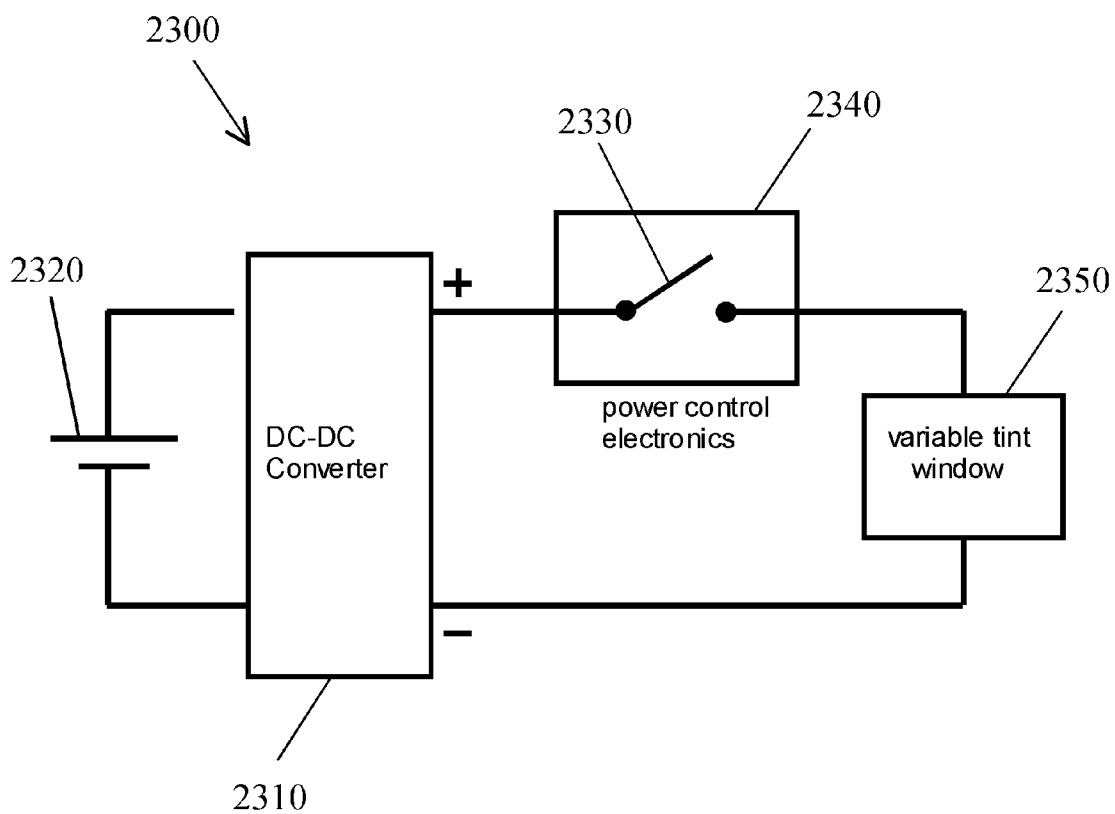 2300
2330
2340
2320
2350
+
DC-DC
Converter
power control
electronics
variable tint
window
−
2310